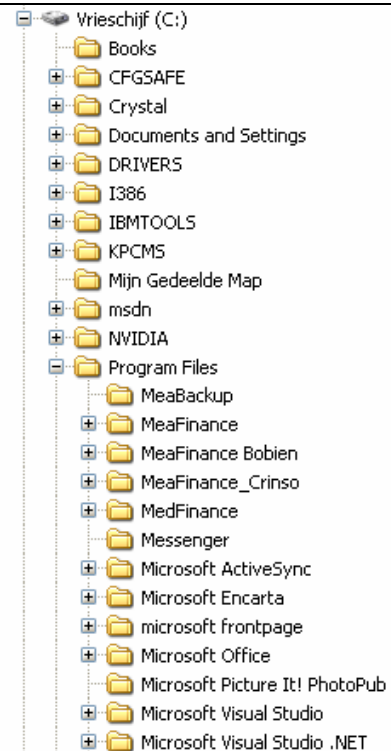 Vrieschijf (C:)
Books
CFGSAFE
Crystal
Documents and Settings
DRIVERS
I386
IBMTOOLS
KPCMS
Mijn Gedeelde Map
msdn
NVIDIA
Program Files
MeaBackup
MeaFinance
MeaFinance Bobien
MeaFinance_Crinso
MedFinance
Messenger
Microsoft ActiveSync
Microsoft Encarta
microsoft frontpage
Microsoft Office
Microsoft Picture It! PhotoPub
Microsoft Visual Studio
Microsoft Visual Studio .NET